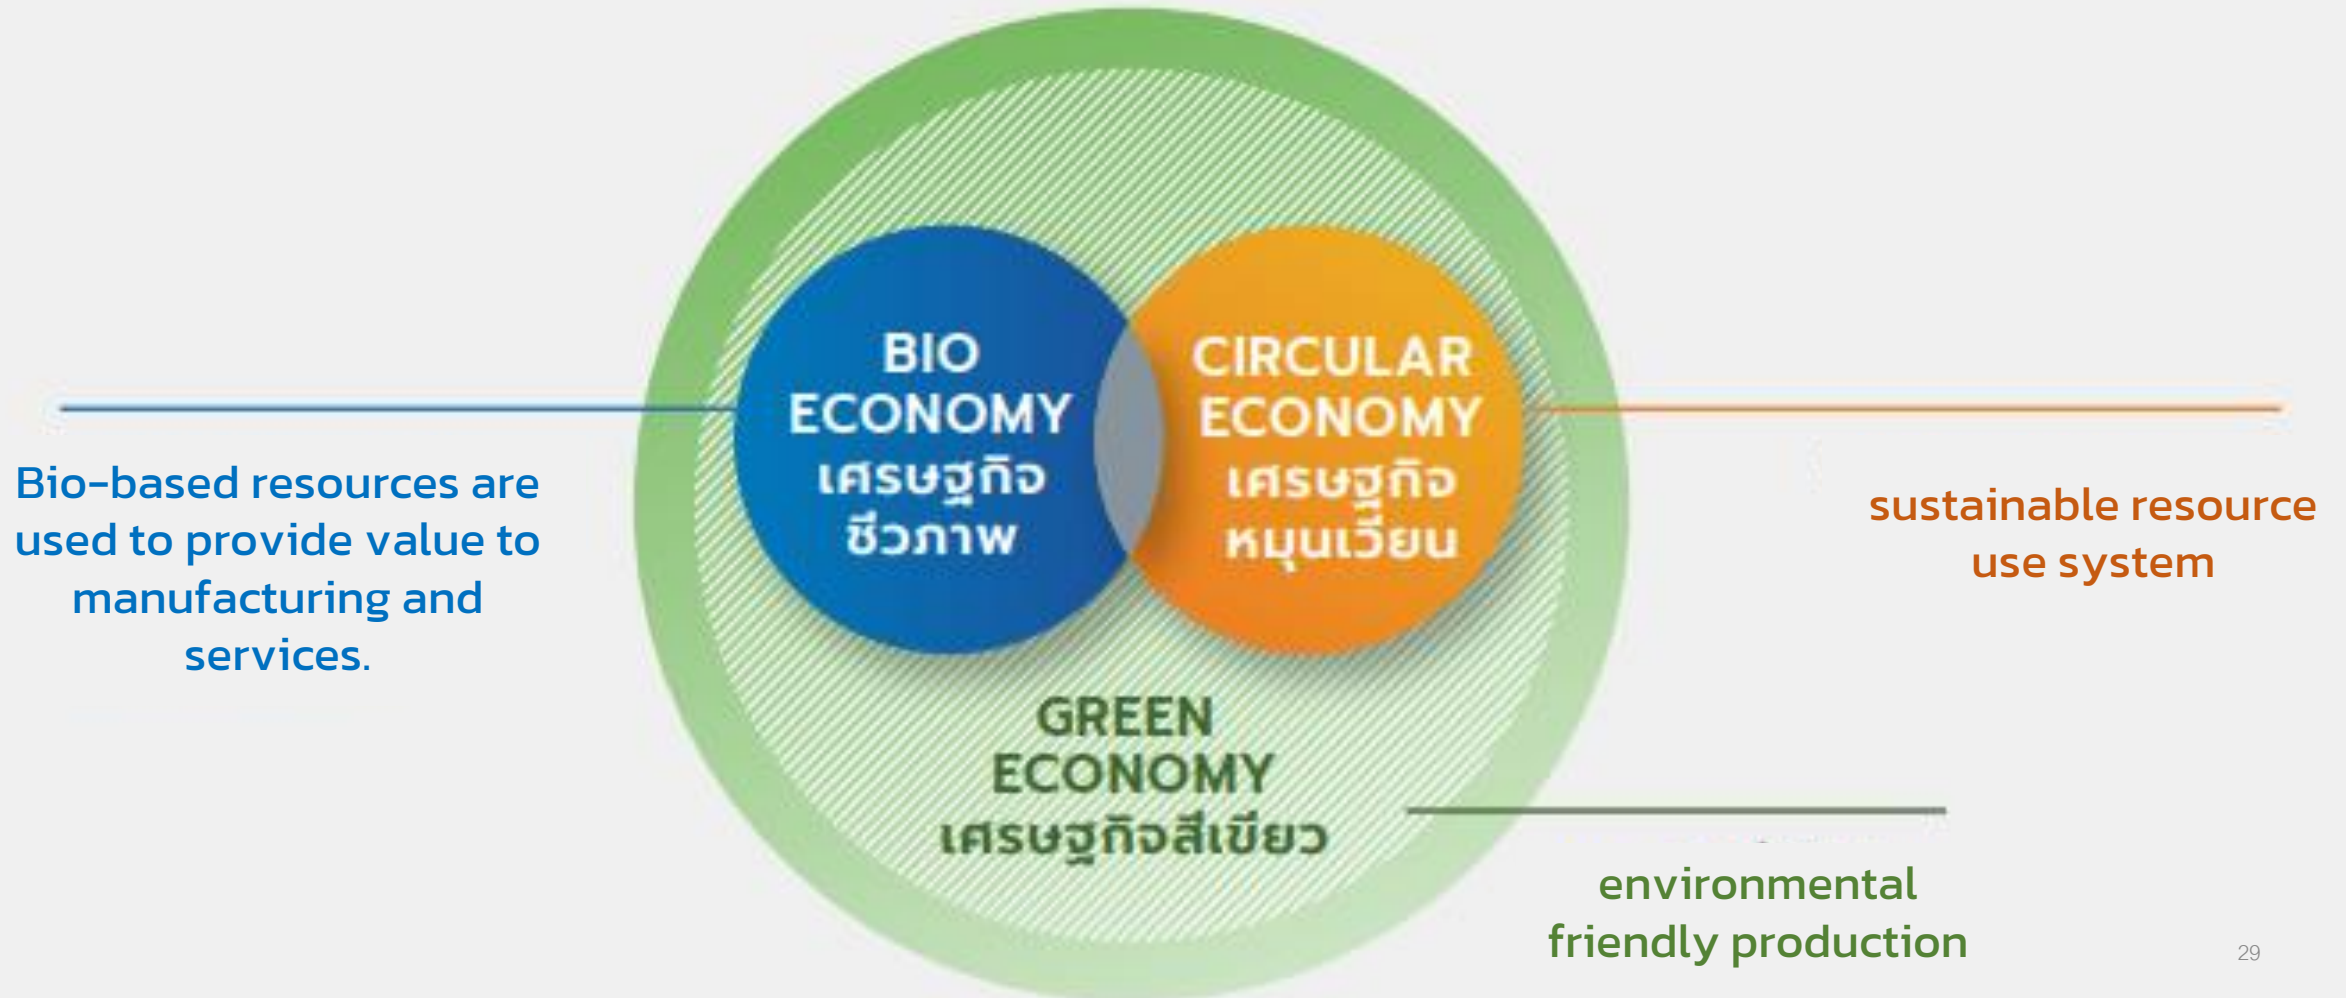 BIO
ECONOMY
เศรษฐกิจ
ชีวภาพ
CIRCULAR
ECONOMY
เศรษฐกิจ
หมุนเวียน
Bio-based resources are
used to provide value to
manufacturing and
services.
sustainable resource
use system
GREEN
ECONOMY
เศรษฐกิจสีเขียว
environmental
friendly production
29